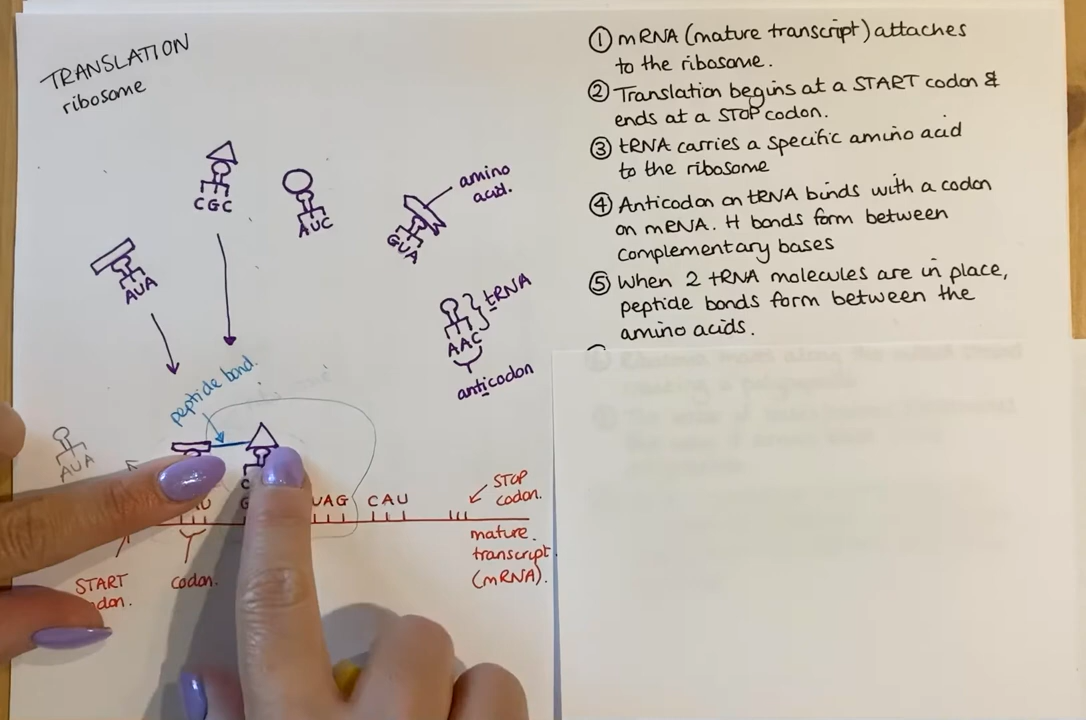 TRANSLATION
ribosome
CGC
AUC
amino
acid.
GUA
AUA
tRNA
AAC
anticodon
peptide bond.
AUA
UAG
CAU
STOP
codon.
mature
transcript
(mRNA).
START
codon.
① mRNA (mature transcript) attaches
to the ribosome.
② Translation begins at a START codon &
ends at a STOP codon.
③ tRNA carries a specific amino acid
to the ribosome
④ Anticodon on tRNA binds with a codon
on mRNA. H bonds form between
complementary bases
⑤ When 2 tRNA molecules are in place,
peptide bonds form between the
amino acids.